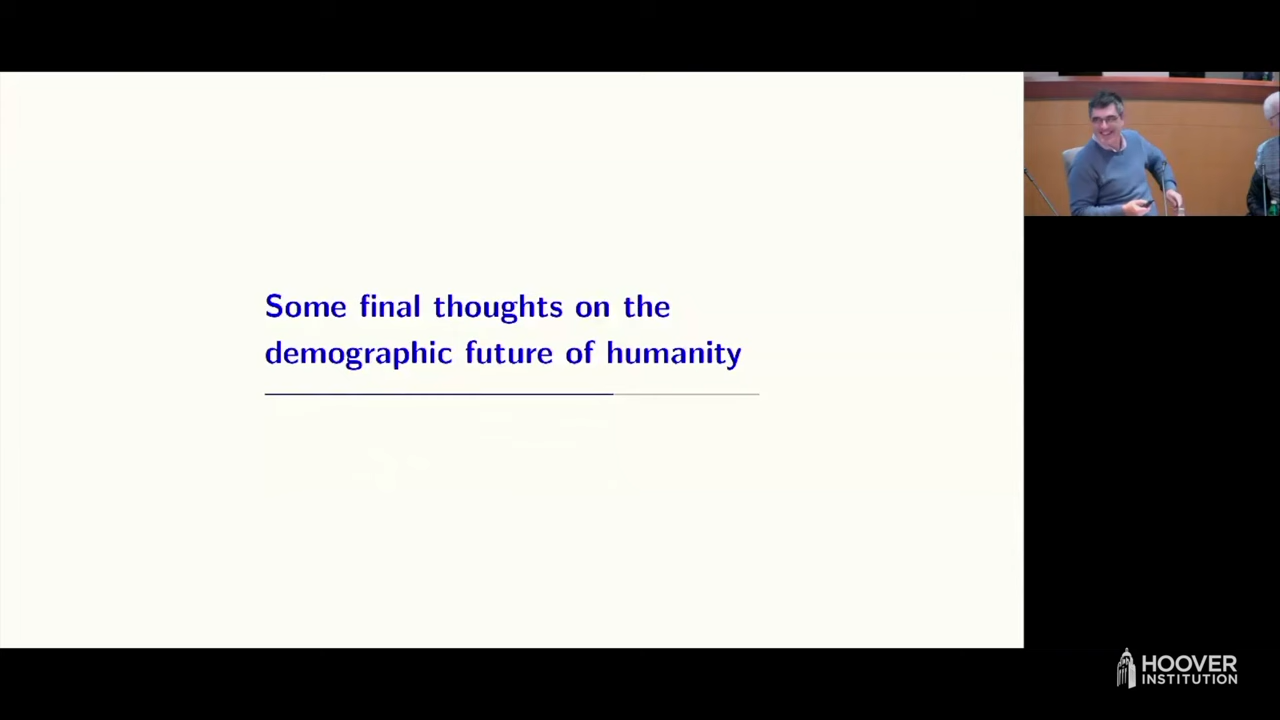 Some final thoughts on the
demographic future of humanity
HOOVER
INSTITUTION